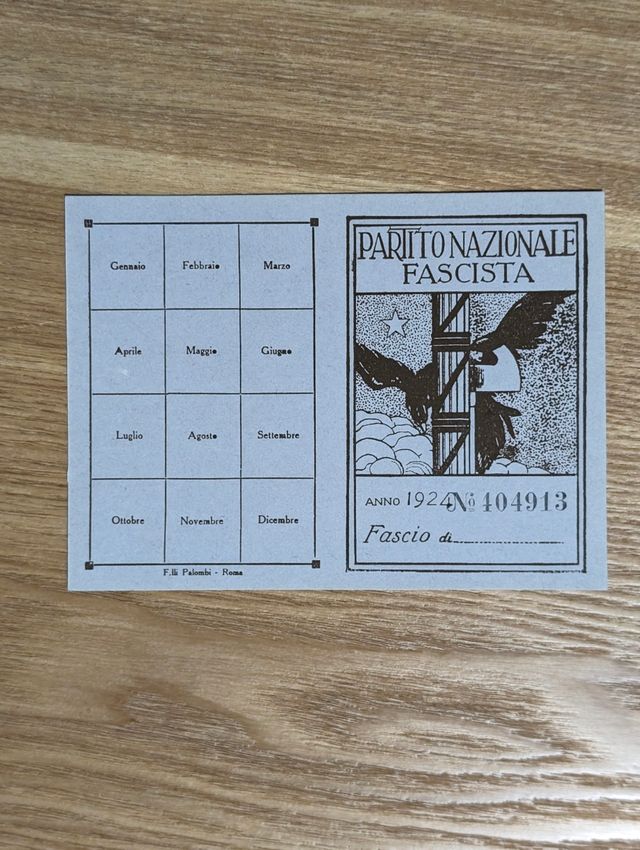 Gennaio Febbraio Marzo
Aprile Maggio Giugno
Luglio Agosto Settembre
Ottobre Novembre Dicembre
F.lli Palombi - Roma
PARTITO NAZIONALE
FASCISTA
ANNO 1924 No 404913
Fascio di